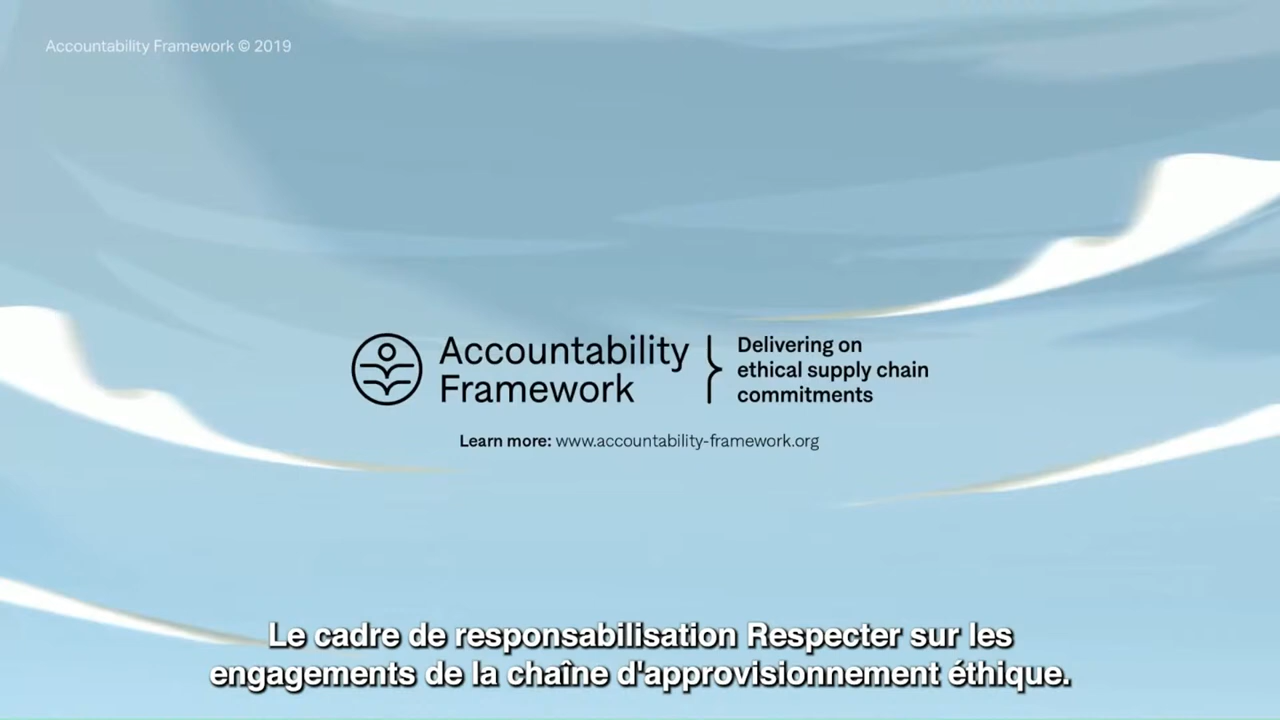 Accountability Framework © 2019
Accountability
Framework
Delivering on
ethical supply chain
commitments
Learn more: www.accountability-framework.org
Le cadre de responsabilisation Respecter sur les
engagements de la chaîne d'approvisionnement éthique.